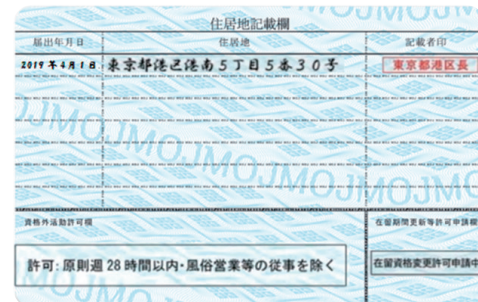 住居地記載欄
届出年月日 住居地 記載者印
2019年4月1日 東京都港区港南5丁目5番30号 東京都港区長
MOJMOJMOJMOJMOJ
資格外活動許可欄 在留期間更新等許可申請欄
許可: 原則週28時間以内・風俗営業等の従事を除く 在留資格変更許可申請中